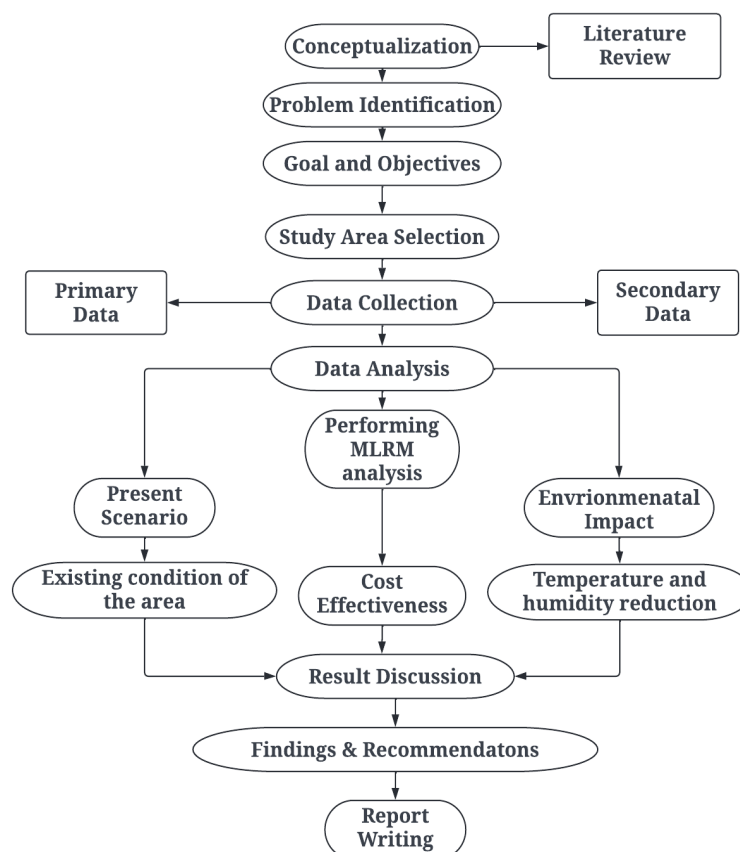 Conceptualization
Literature
Review
Problem Identification
Goal and Objectives
Study Area Selection
Primary
Data
Data Collection
Secondary
Data
Data Analysis
Performing
MLRM
analysis
Present
Scenario
Envrionmenatal
Impact
Existing condition of
the area
Cost
Effectiveness
Temperature and
humidity reduction
Result Discussion
Findings & Recommendatons
Report
Writing